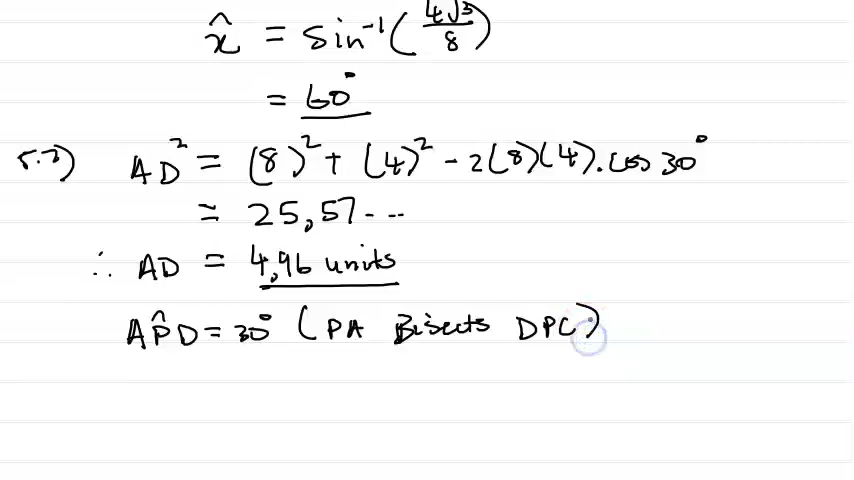 x̂ = Sin⁻¹(4√3/8)
= 60°
5.2) AD² = (8)² + (4)² - 2(8)(4).cos 30°
≃ 25,57...
∴ AD = 4,96 units
AP̂D = 30° (PA Bisects DPC)